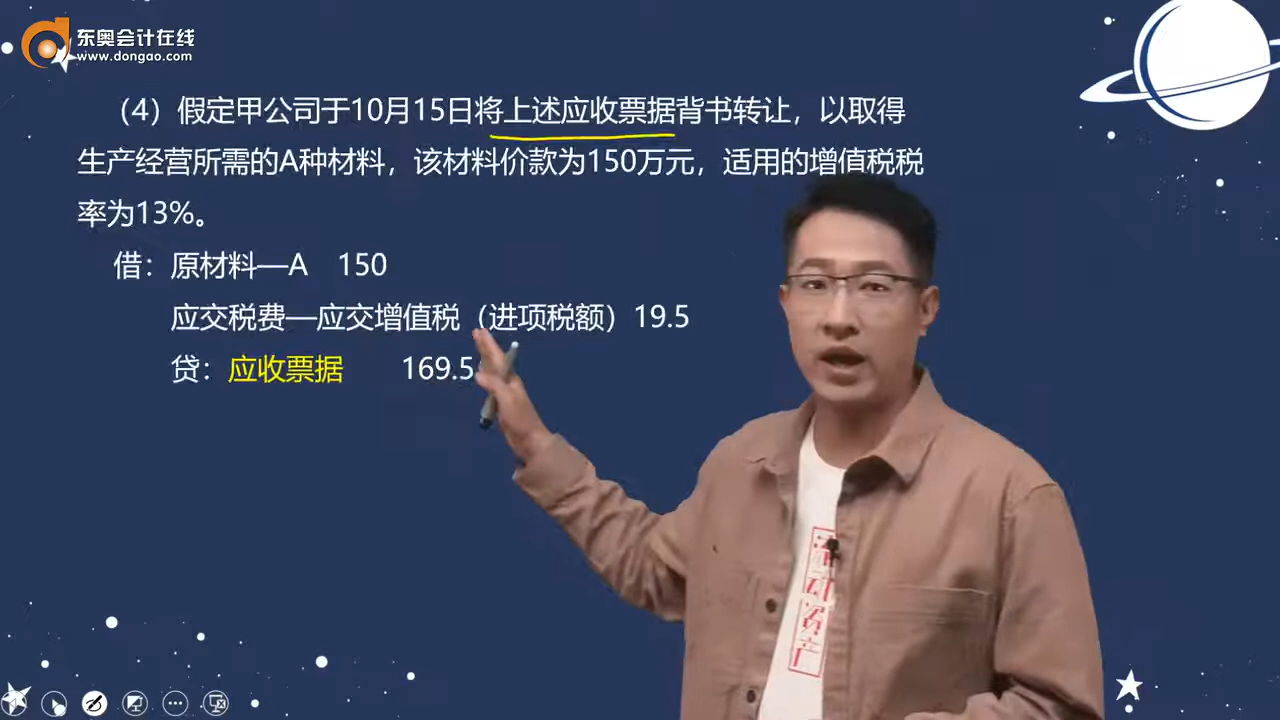 东奥会计在线
www.dongao.com
（4）假定甲公司于10月15日将上述应收票据背书转让，以取得
生产经营所需的A种材料，该材料价款为150万元，适用的增值税税
率为13%。
借：原材料—A 150
应交税费—应交增值税（进项税额）19.5
贷：应收票据 169.5